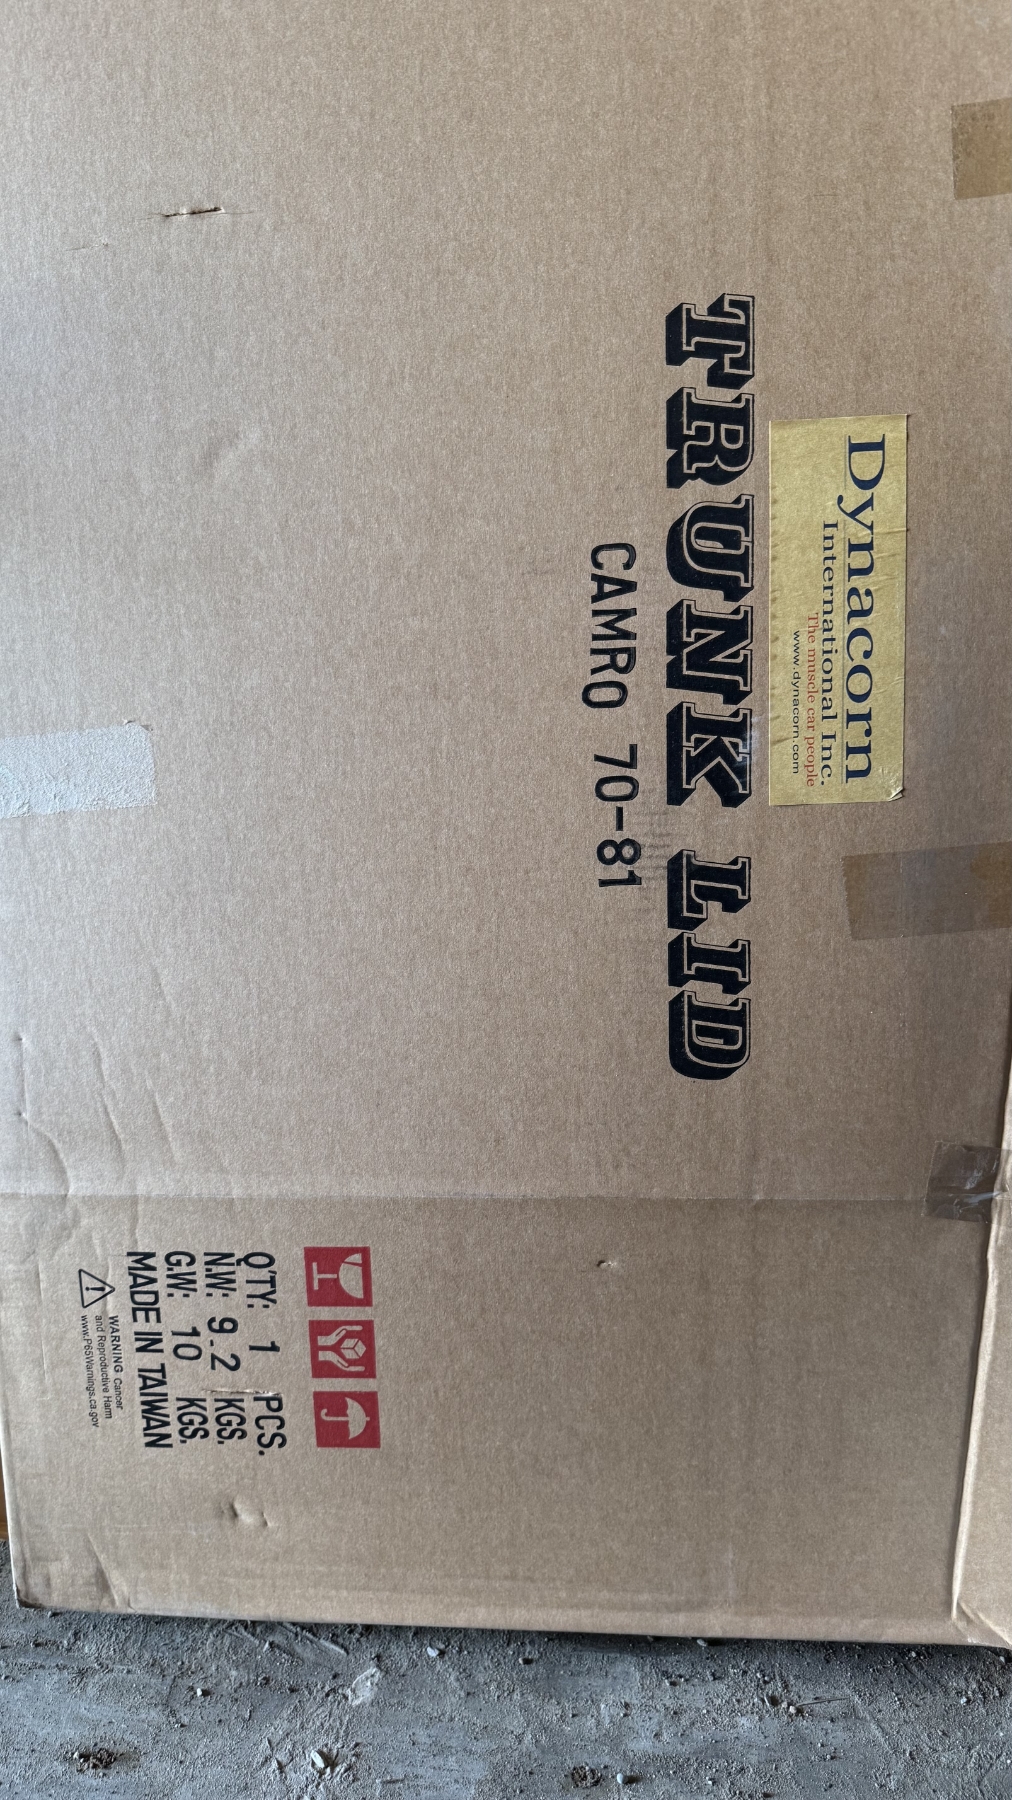 Dynacorn
International Inc.
The muscle car people
www.dynacorn.com
TRUNK LID
CAMRO 70-81
Q'TY: 1 PCS.
N.W: 9.2 KGS.
G.W: 10 KGS.
MADE IN TAIWAN
WARNING Cancer
and Reproductive Harm
www.P65Warnings.ca.gov